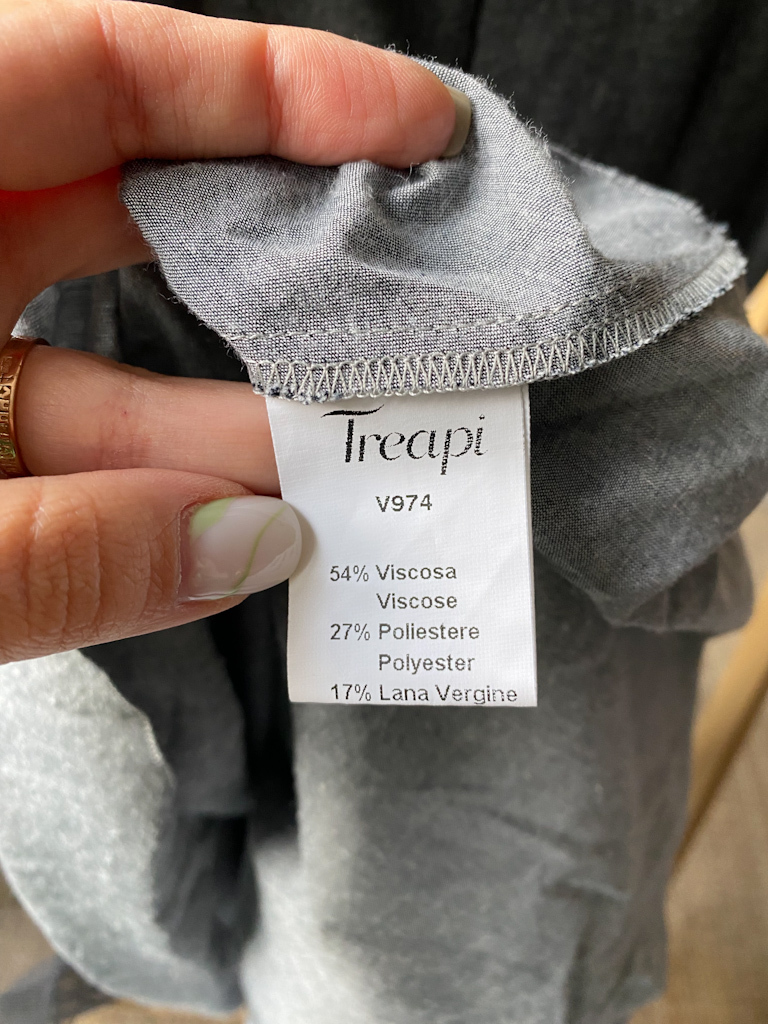 Treapi
V974
54% Viscosa
Viscose
27% Poliestere
Polyester
17% Lana Vergine